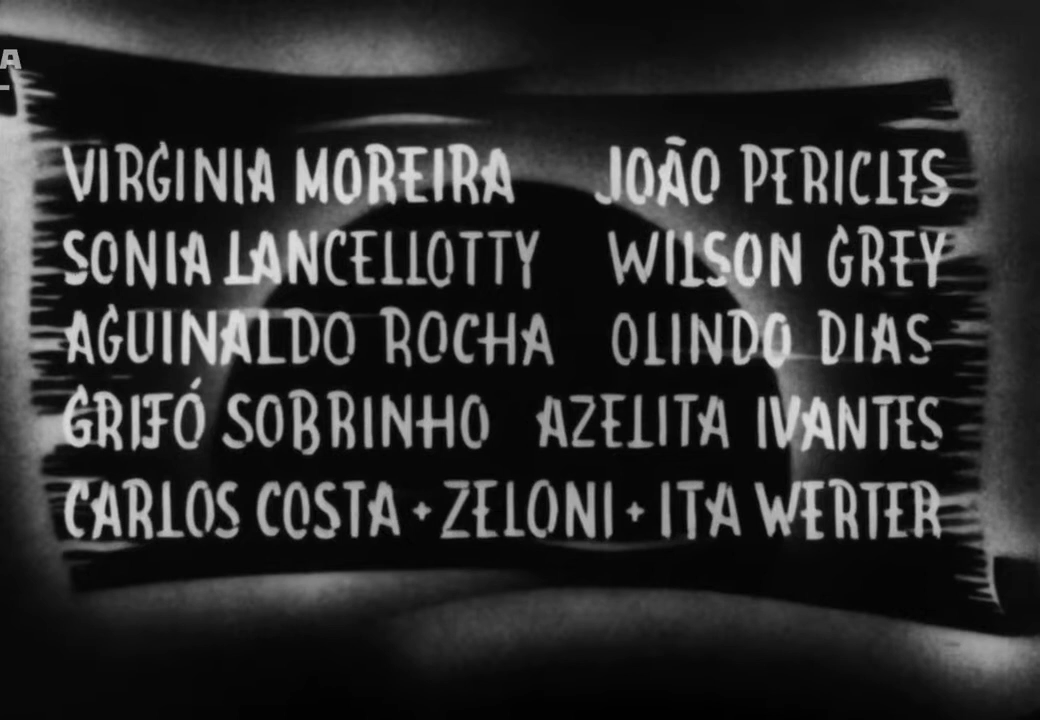 A
VIRGINIA MOREIRA JOÃO PERICLES
SONIA LANCELLOTTY WILSON GREY
AGUINALDO ROCHA OLINDO DIAS
GRIFÓ SOBRINHO AZELITA IVANTES
CARLOS COSTA + ZELONI + ITA WERTER